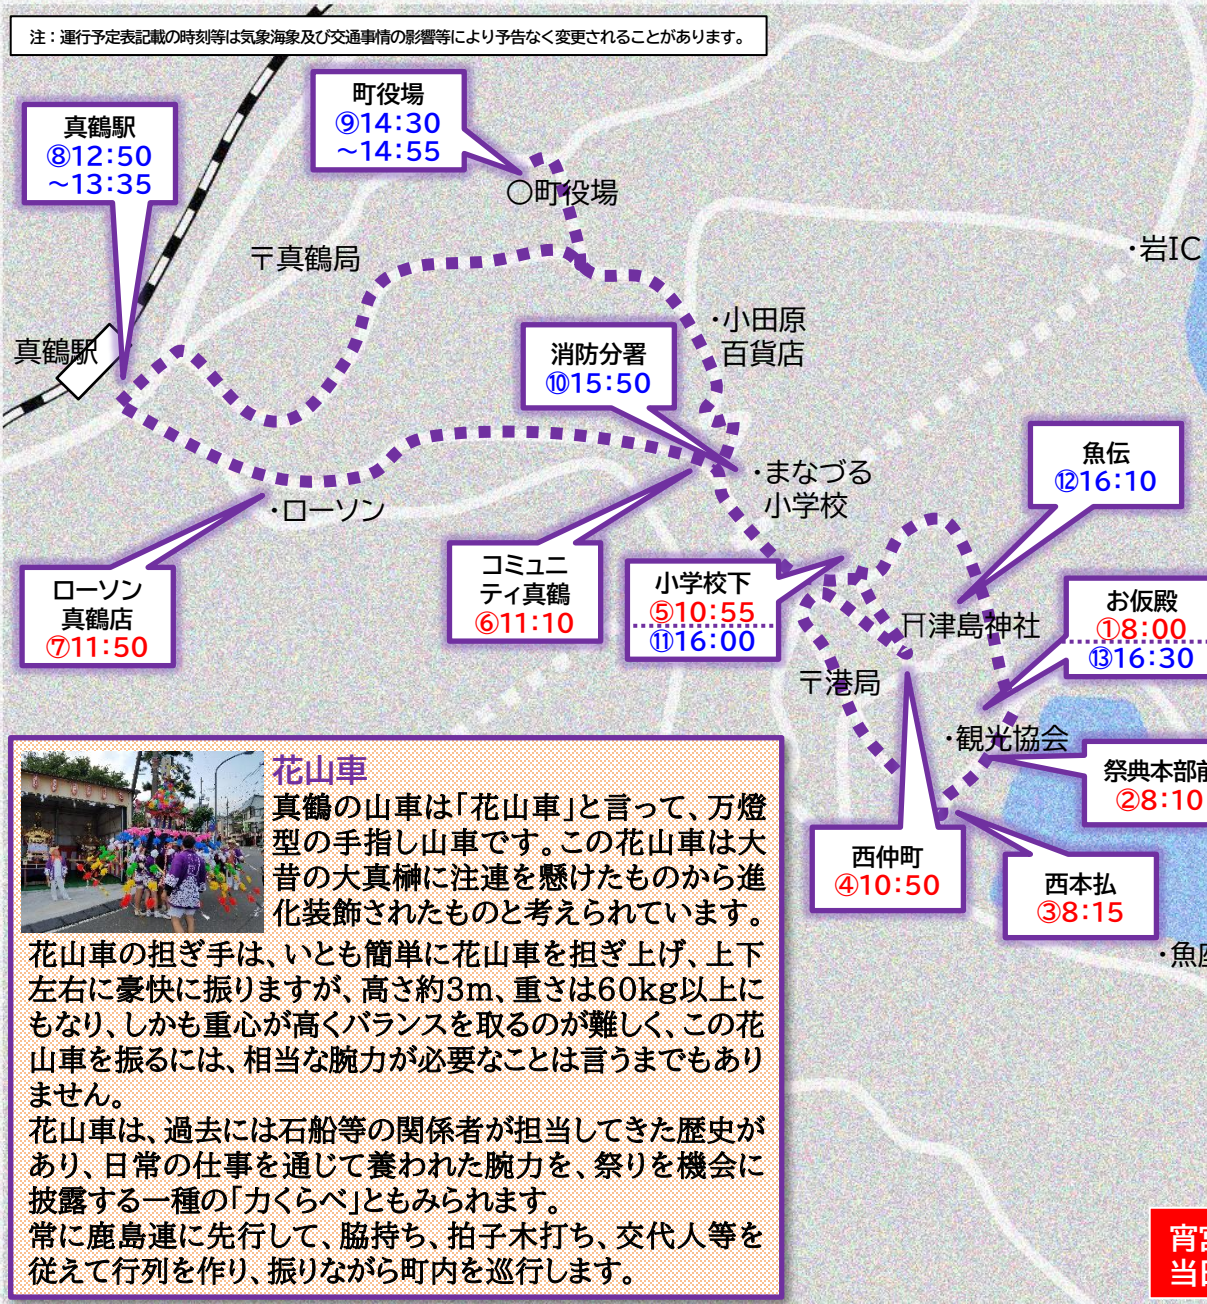 注：運行予定表記載の時刻等は気象海象及び交通事情の影響等により予告なく変更されることがあります。
町役場
⑨14:30
～14:55
真鶴駅
⑧12:50
～13:35
○町役場
〒真鶴局
・岩IC
・小田原
百貨店
真鶴駅
消防分署
⑩15:50
・まなづる
小学校
魚伝
⑫16:10
・ローソン
コミュニ
ティ真鶴
⑥11:10
小学校下
⑤10:55
⑪16:00
ローソン
真鶴店
⑦11:50
お仮殿
①8:00
⑬16:30
⛩津島神社
〒港局
・観光協会
祭典本部前
②8:10
西仲町
④10:50
西本払
③8:15
・魚座
花山車
真鶴の山車は「花山車」と言って、万燈
型の手指し山車です。この花山車は大
昔の大真榊に注連を懸けたものから進
化装飾されたものと考えられています。
花山車の担ぎ手は、いとも簡単に花山車を担ぎ上げ、上下
左右に豪快に振りますが、高さ約3m、重さは60kg以上に
もなり、しかも重心が高くバランスを取るのが難しく、この花
山車を振るには、相当な腕力が必要なことは言うまでもあり
ません。
花山車は、過去には石船等の関係者が担当してきた歴史が
あり、日常の仕事を通じて養われた腕力を、祭りを機会に
披露する一種の「力くらべ」ともみられます。
常に鹿島連に先行して、脇持ち、拍子木打ち、交代人等を
従えて行列を作り、振りながら町内を巡行します。
宵宮
当日